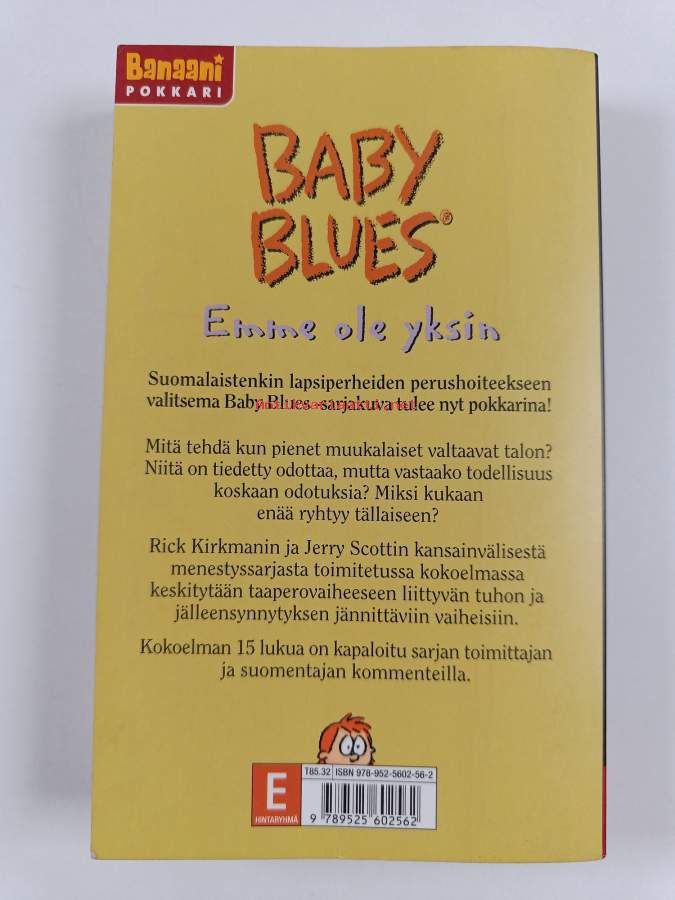 Banaani
POKKARI
BABY
BLUES®
Emme ole yksin
Suomalaistenkin lapsiperheiden perushoiteekseen
valitsema Baby Blues-sarjakuva tulee nyt pokkarina!
antikvariaatti.net
Mitä tehdä kun pienet muukalaiset valtaavat talon?
Niitä on tiedetty odottaa, mutta vastaako todellisuus
koskaan odotuksia? Miksi kukaan
enää ryhtyy tällaiseen?
Rick Kirkmanin ja Jerry Scottin kansainvälisestä
menestyssarjasta toimitetussa kokoelmassa
keskitytään taaperovaiheeseen liittyvän tuhon ja
jälleensynnytyksen jännittäviin vaiheisiin.
Kokoelman 15 lukua on kapaloitu sarjan toimittajan
ja suomentajan kommenteilla.
E
HINTARYHMÄ
T85.32 ISBN 978-952-5602-56-2
9 789525 602562